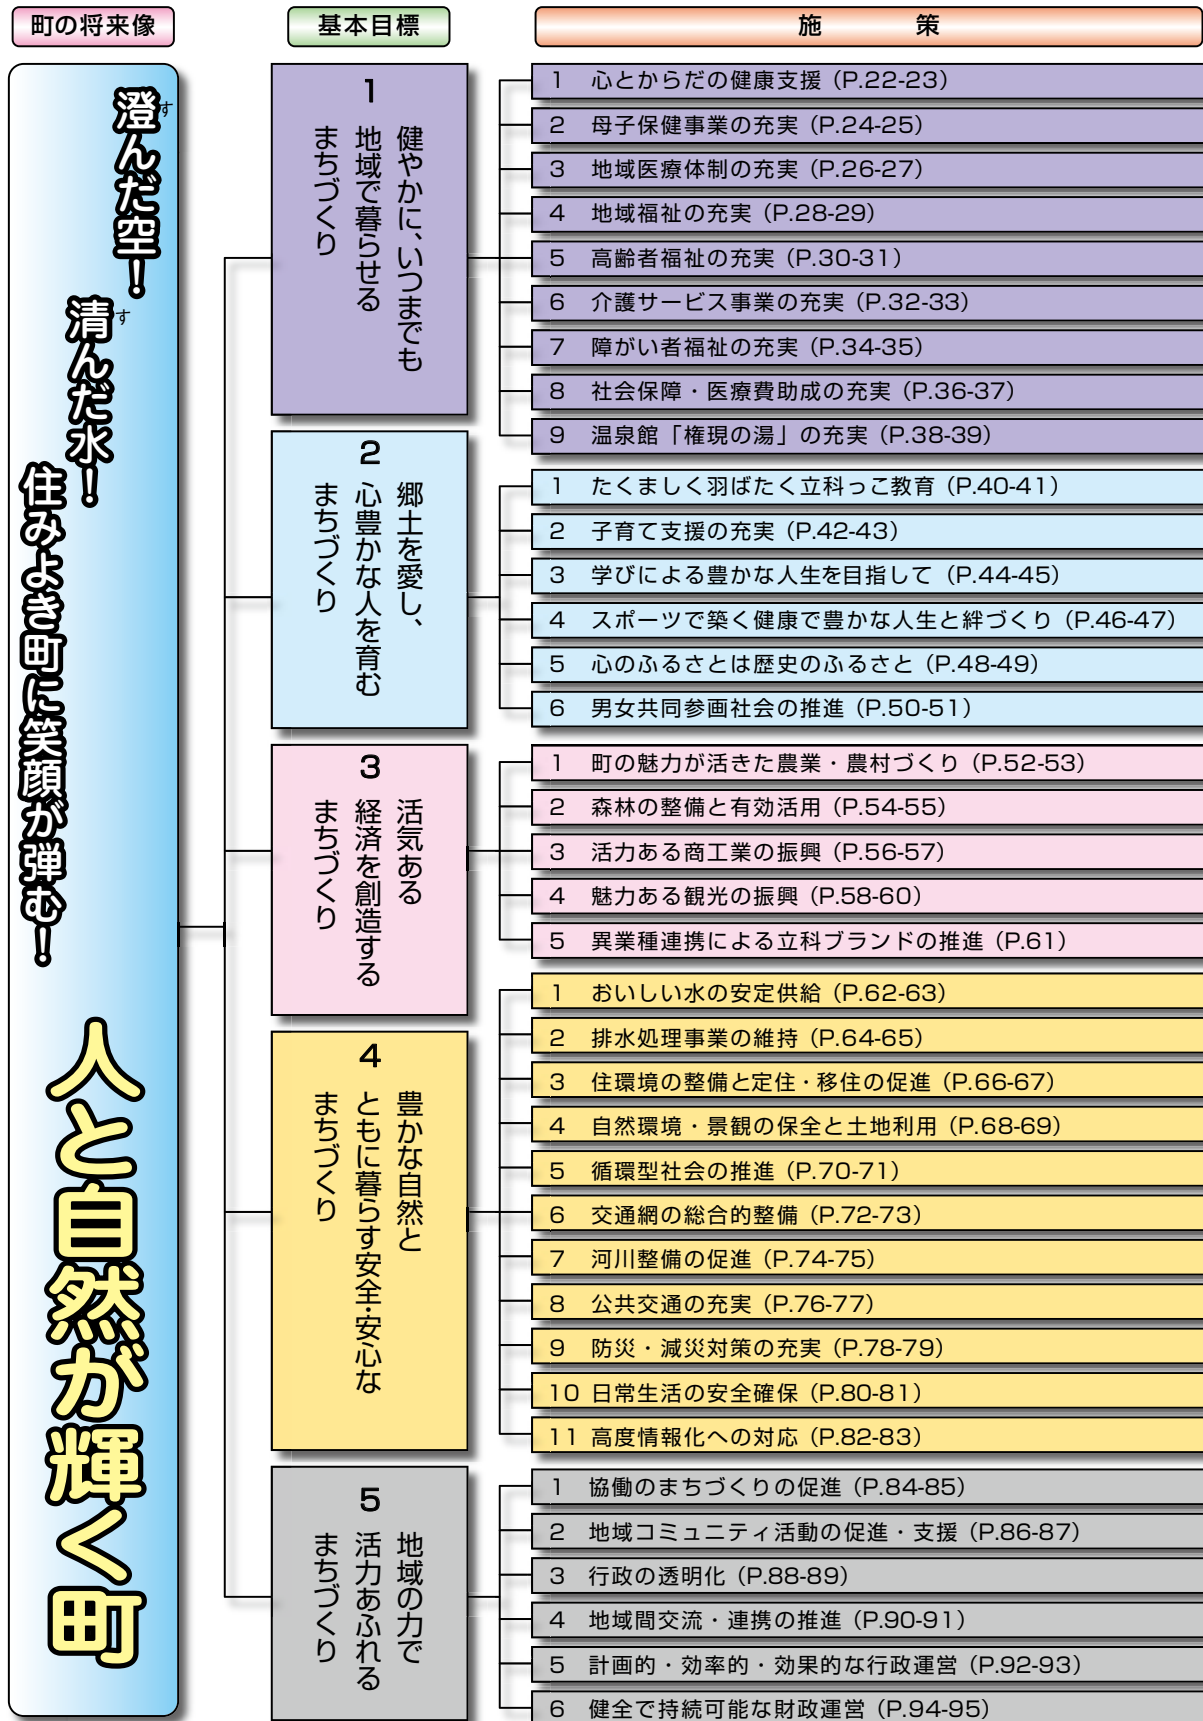 町の将来像
基本目標
施策
澄んだ空！
す
清んだ水！
す
住みよき町に笑顔が弾む！
人と自然が輝く町
1
健やかに、いつまでも
地域で暮らせる
まちづくり
1 心とからだの健康支援（P.22-23）
2 母子保健事業の充実（P.24-25）
3 地域医療体制の充実（P.26-27）
4 地域福祉の充実（P.28-29）
5 高齢者福祉の充実（P.30-31）
6 介護サービス事業の充実（P.32-33）
7 障がい者福祉の充実（P.34-35）
8 社会保障・医療費助成の充実（P.36-37）
9 温泉館「権現の湯」の充実（P.38-39）
2
郷土を愛し、
心豊かな人を育む
まちづくり
1 たくましく羽ばたく立科っこ教育（P.40-41）
2 子育て支援の充実（P.42-43）
3 学びによる豊かな人生を目指して（P.44-45）
4 スポーツで築く健康で豊かな人生と絆づくり（P.46-47）
5 心のふるさとは歴史のふるさと（P.48-49）
6 男女共同参画社会の推進（P.50-51）
3
活気ある
経済を創造する
まちづくり
1 町の魅力が活きた農業・農村づくり（P.52-53）
2 森林の整備と有効活用（P.54-55）
3 活力ある商工業の振興（P.56-57）
4 魅力ある観光の振興（P.58-60）
5 異業種連携による立科ブランドの推進（P.61）
4
豊かな自然と
ともに暮らす安全・安心な
まちづくり
1 おいしい水の安定供給（P.62-63）
2 排水処理事業の維持（P.64-65）
3 住環境の整備と定住・移住の促進（P.66-67）
4 自然環境・景観の保全と土地利用（P.68-69）
5 循環型社会の推進（P.70-71）
6 交通網の総合的整備（P.72-73）
7 河川整備の促進（P.74-75）
8 公共交通の充実（P.76-77）
9 防災・減災対策の充実（P.78-79）
10 日常生活の安全確保（P.80-81）
11 高度情報化への対応（P.82-83）
5
地域の力で
活力あふれる
まちづくり
1 協働のまちづくりの促進（P.84-85）
2 地域コミュニティ活動の促進・支援（P.86-87）
3 行政の透明化（P.88-89）
4 地域間交流・連携の推進（P.90-91）
5 計画的・効率的・効果的な行政運営（P.92-93）
6 健全で持続可能な財政運営（P.94-95）